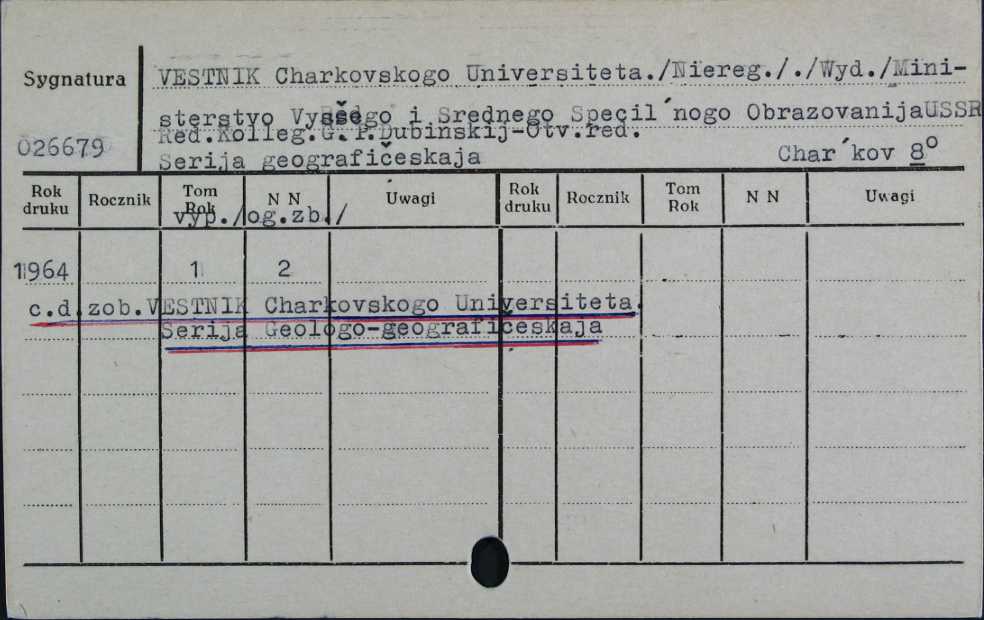 Sygnatura
VESTNIK Charkovskogo Universiteta./Niereg./. /Wyd./Mini-
sterstvo Vysšego i Srednego Specil´nogo ObrazovanijaUSSR
Red.Kolleg.G.P.Dubinskij-Otv.red.
026679
Serija geografičeskaja Char´kov 8º
Rok druku Rocznik Tom Rok N N Uwagi Rok druku Rocznik Tom Rok N N Uwagi
vyp./og.zb./
1964 1 2
c.d.zob.VESTNIK Charkovskogo Universiteta.
Serija Geologo-geografičeskaja